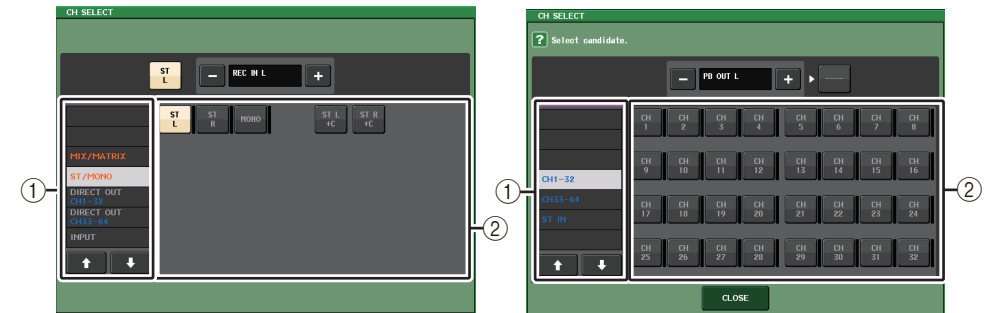 CH SELECT
ST
L
−
REC IN L
+
ST
L
ST
R
MONO
ST L
+C
ST R
+C
MIX/MATRIX
ST/MONO
DIRECT OUT
CH1-32
DIRECT OUT
CH33-64
INPUT
1
2
CH SELECT
? Select candidate.
−
PB OUT L
+
----
CH1-32
CH33-64
ST IN
CH
1
CH
2
CH
3
CH
4
CH
5
CH
6
CH
7
CH
8
CH
9
CH
10
CH
11
CH
12
CH
13
CH
14
CH
15
CH
16
CH
17
CH
18
CH
19
CH
20
CH
21
CH
22
CH
23
CH
24
CH
25
CH
26
CH
27
CH
28
CH
29
CH
30
CH
31
CH
32
1
2
CLOSE